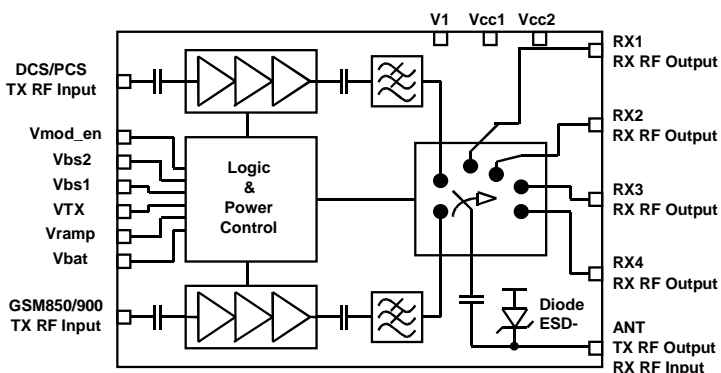 V1 Vcc1 Vcc2
RX1
RX RF Output
DCS/PCS
TX RF Input
RX2
RX RF Output
Vmod_en
Vbs2
Vbs1
VTX
Vramp
Vbat
Logic
&
Power
Control
RX3
RX RF Output
RX4
RX RF Output
GSM850/900
TX RF Input
Diode
ESD-
ANT
TX RF Output
RX RF Input